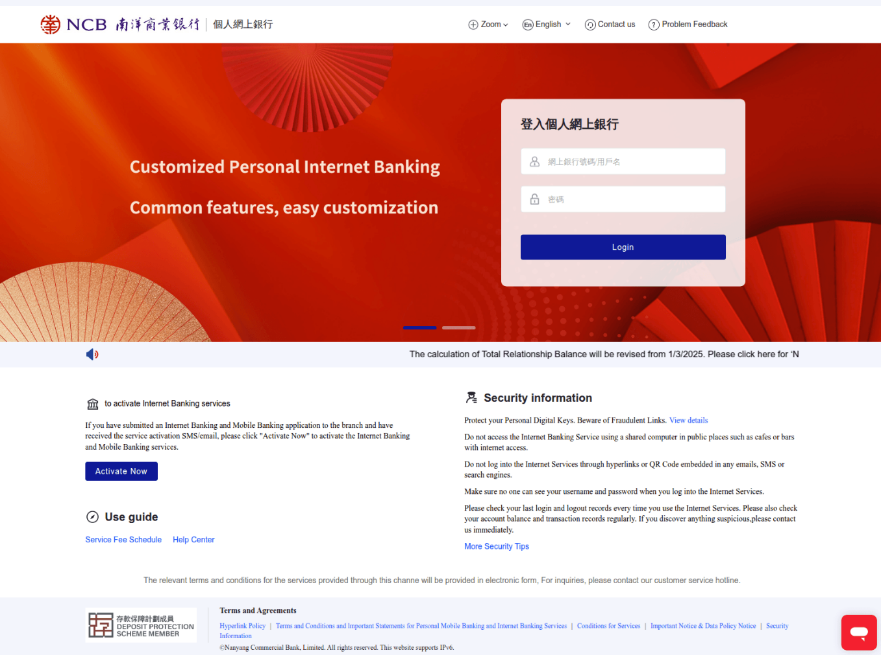 NCB 南洋商業銀行 個人網上銀行
Zoom English Contact us Problem Feedback
Customized Personal Internet Banking
Common features, easy customization
登入個人網上銀行
網上銀行號碼/用戶名
密碼
Login
The calculation of Total Relationship Balance will be revised from 1/3/2025. Please click here for 'N
to activate Internet Banking services
If you have submitted an Internet Banking and Mobile Banking application to the branch and have
received the service activation SMS/email, please click "Activate Now" to activate the Internet Banking
and Mobile Banking services.
Activate Now
Use guide
Service Fee Schedule Help Center
Security information
Protect your Personal Digital Keys. Beware of Fraudulent Links. View details
Do not access the Internet Banking Service using a shared computer in public places such as cafes or bars
with internet access.
Do not log into the Internet Services through hyperlinks or QR Code embedded in any emails, SMS or
search engines.
Make sure no one can see your username and password when you log into the Internet Services.
Please check your last login and logout records every time you use the Internet Services. Please also check
your account balance and transaction records regularly. If you discover anything suspicious,please contact
us immediately.
More Security Tips
The relevant terms and conditions for the services provided through this channe will be provided in electronic form, For inquiries, please contact our customer service hotline.
存款保障計劃成員
DEPOSIT PROTECTION
SCHEME MEMBER
Terms and Agreements
Hyperlink Policy | Terms and Conditions and Important Statements for Personal Mobile Banking and Internet Banking Services | Conditions for Services | Important Notice & Data Policy Notice | Security
Information
©Nanyang Commercial Bank, Limited. All rights reserved. This website supports IPv6.